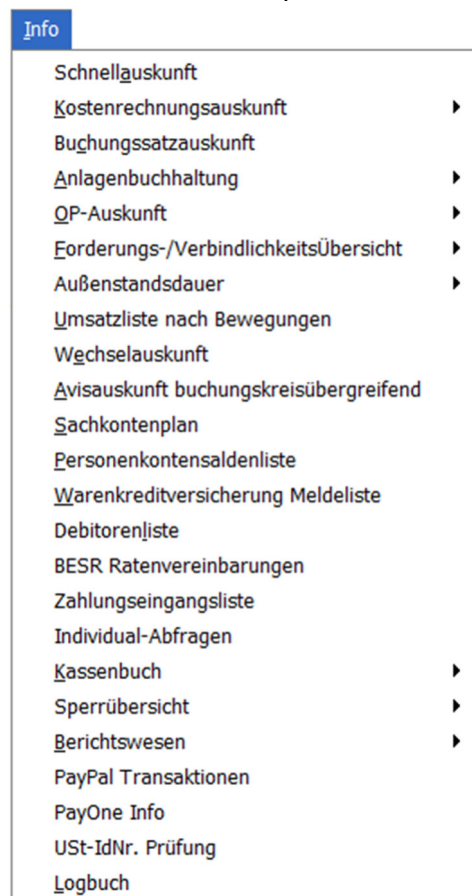 Info
Schnellauskunft
Kostenrechnungsauskunft
Buchungssatzauskunft
Anlagenbuchhaltung
OP-Auskunft
Forderungs-/VerbindlichkeitsÜbersicht
Außenstandsdauer
Umsatzliste nach Bewegungen
Wechselauskunft
Avisauskunft buchungskreisübergreifend
Sachkontenplan
Personenkontensaldenliste
Warenkreditversicherung Meldeliste
Debitorenliste
BESR Ratenvereinbarungen
Zahlungseingangsliste
Individual-Abfragen
Kassenbuch
Sperrübersicht
Berichtswesen
PayPal Transaktionen
PayOne Info
USt-IdNr. Prüfung
Logbuch